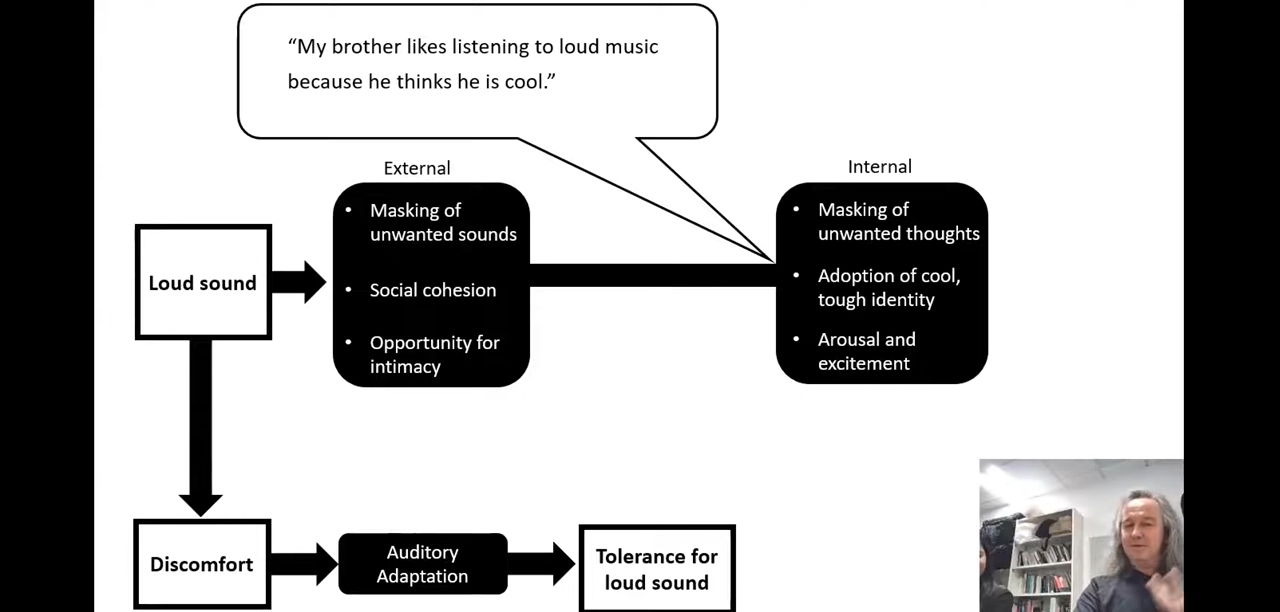 “My brother likes listening to loud music
because he thinks he is cool.”
External
Internal
Loud sound
• Masking of
unwanted sounds
• Social cohesion
• Opportunity for
intimacy
• Masking of
unwanted thoughts
• Adoption of cool,
tough identity
• Arousal and
excitement
Discomfort
Auditory
Adaptation
Tolerance for
loud sound